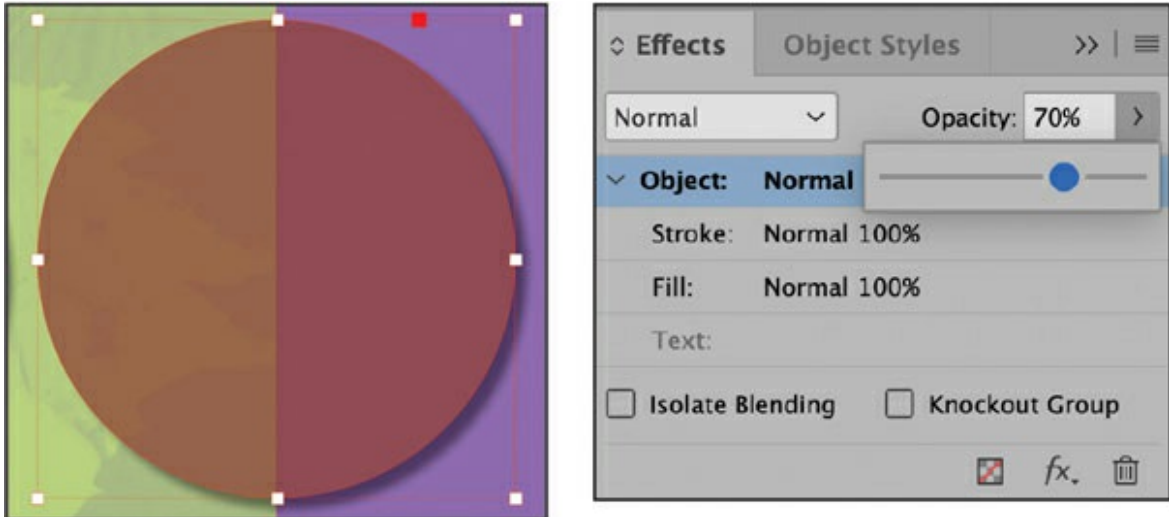 Effects Object Styles
Normal Opacity: 70%
Object: Normal
Stroke: Normal 100%
Fill: Normal 100%
Text:
Isolate Blending Knockout Group
fx.